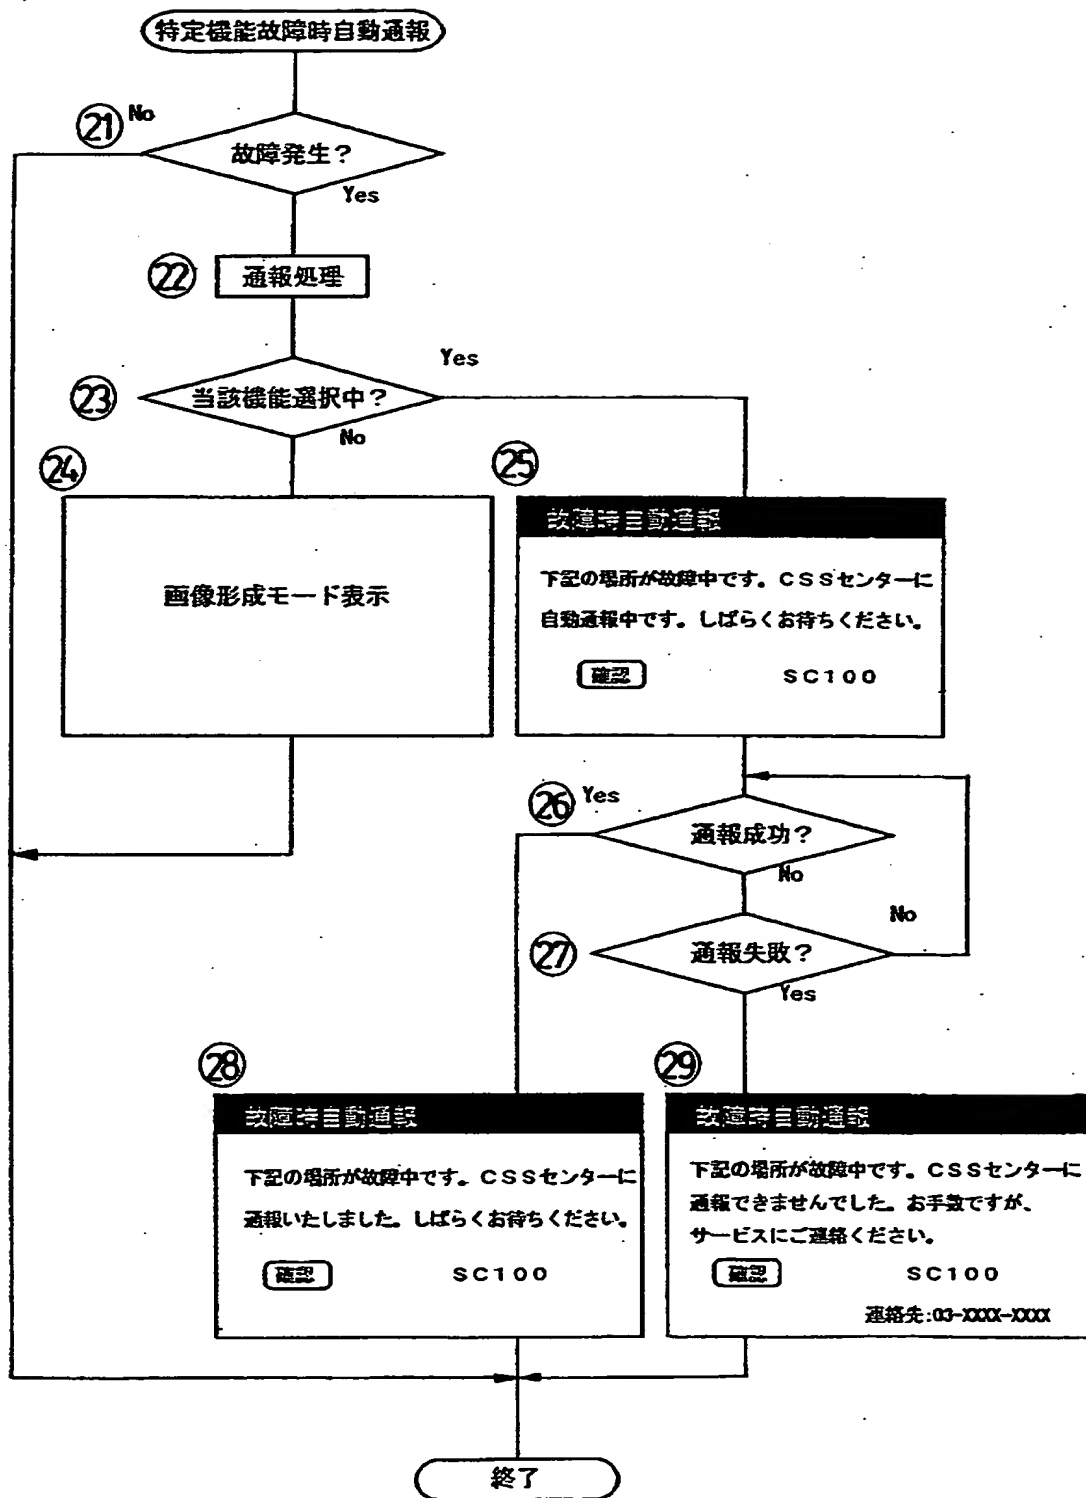 特定機能故障時自動通報
21
No
故障発生？
Yes
22
通報処理
23
当該機能選択中？
Yes
No
24
画像形成モード表示
25
故障時自動通報
下記の場所が故障中です。CSSセンターに
自動通報中です。しばらくお待ちください。
確認
SC100
26
Yes
通報成功？
No
27
通報失敗？
No
Yes
28
故障時自動通報
下記の場所が故障中です。CSSセンターに
通報いたしました。しばらくお待ちください。
確認
SC100
29
故障時自動通報
下記の場所が故障中です。CSSセンターに
通報できませんでした。お手数ですが、
サービスにご連絡ください。
確認
SC100
連絡先:03-XXXX-XXXX
終了